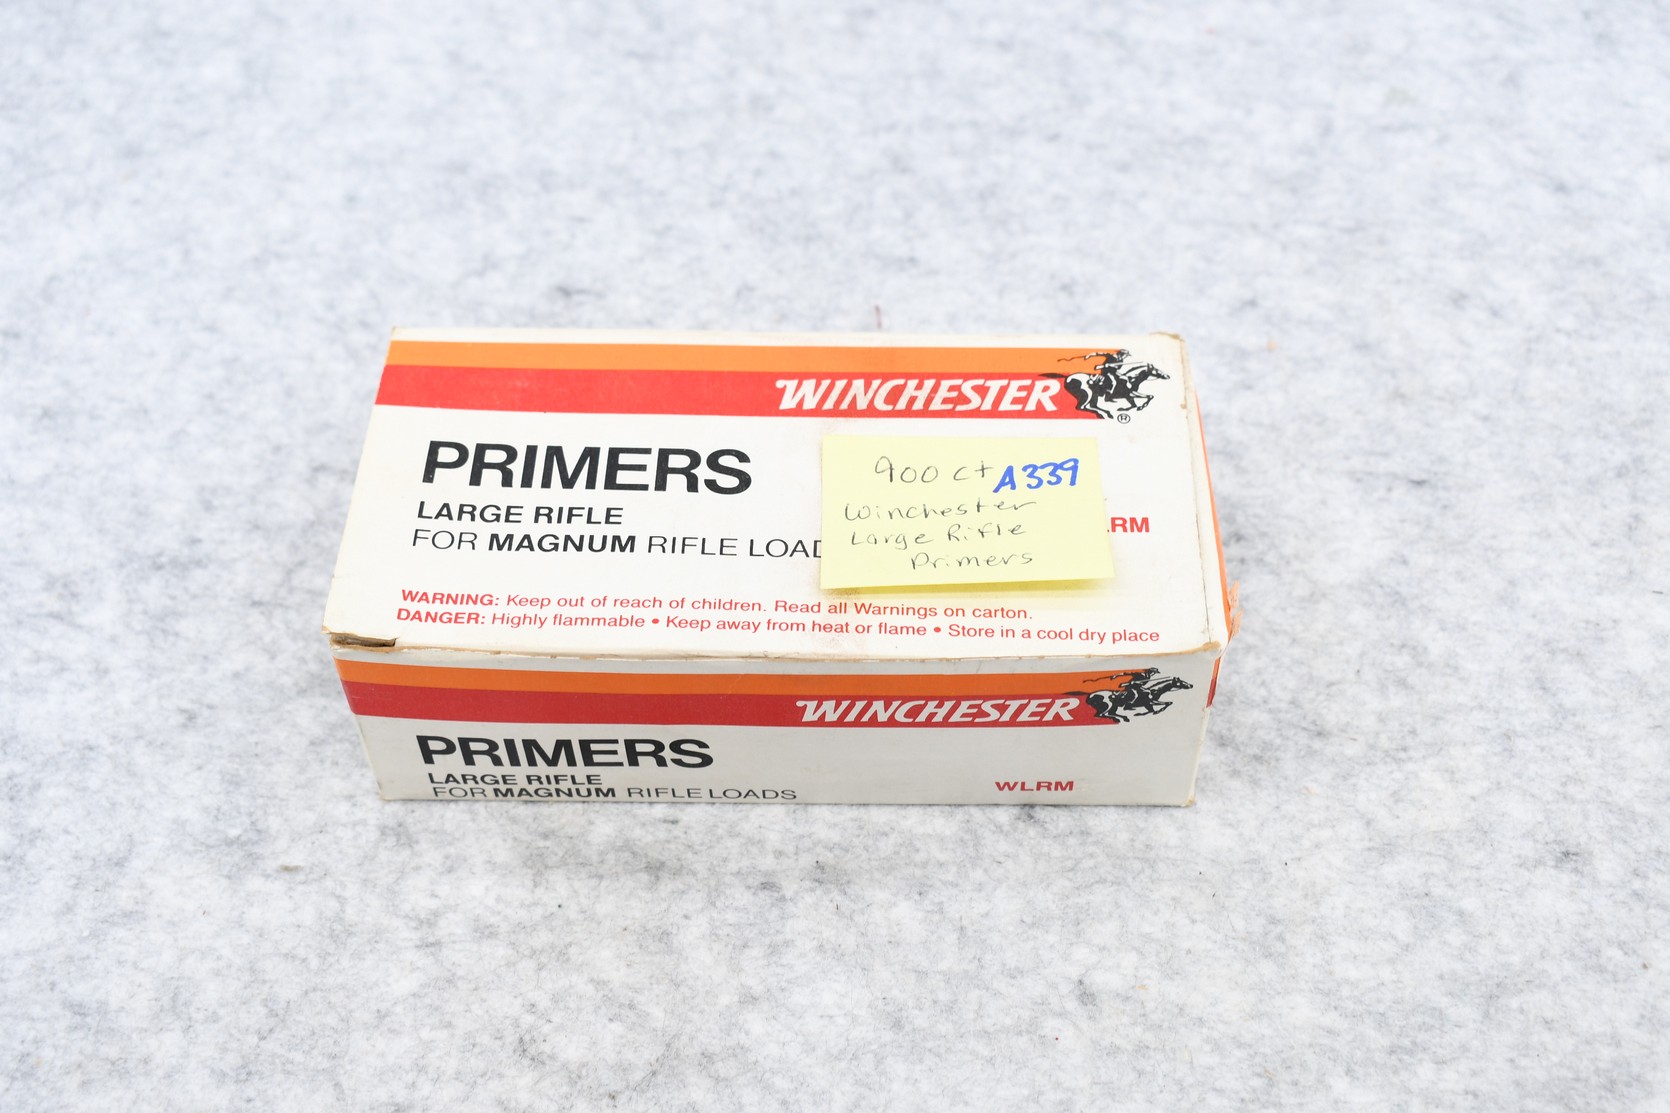 WINCHESTER
®
PRIMERS
LARGE RIFLE
FOR MAGNUM RIFLE LOAD
900 ct A339
Winchester
Large Rifle
Primers
LRM
WARNING: Keep out of reach of children. Read all Warnings on carton.
DANGER: Highly flammable • Keep away from heat or flame • Store in a cool dry place
WINCHESTER
PRIMERS
LARGE RIFLE
FOR MAGNUM RIFLE LOADS
WLRM